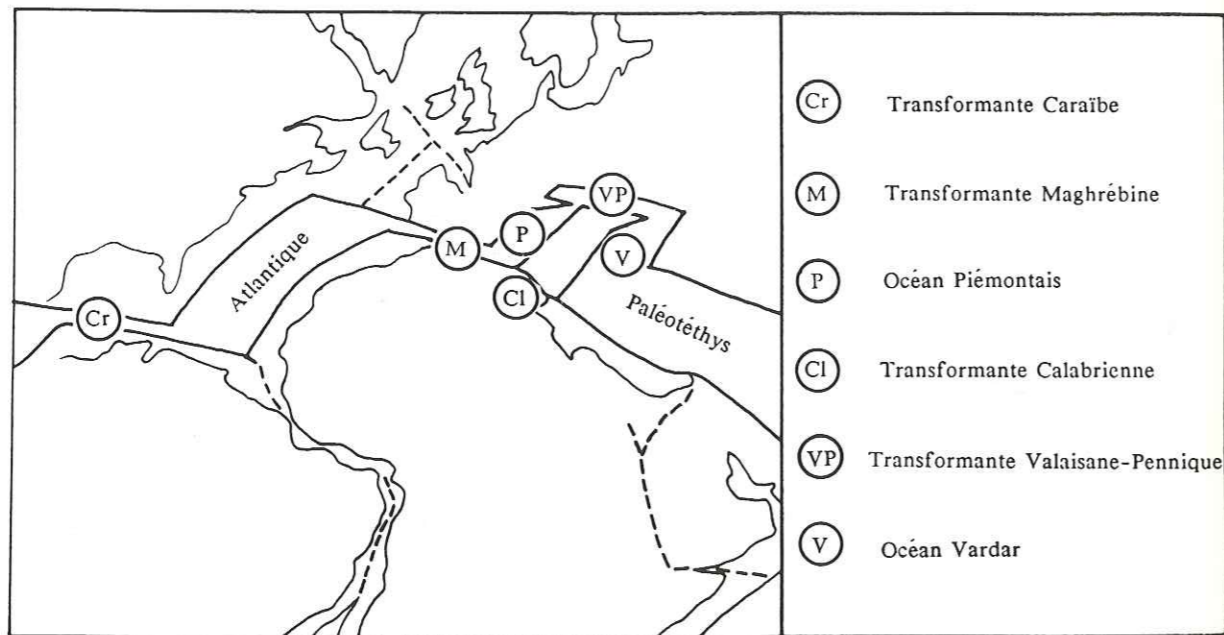 Atlantique
Cr
M
P
Cl
VP
V
Paléotéthys
Cr Transformante Caraïbe
M Transformante Maghrébine
P Océan Piémontais
Cl Transformante Calabrienne
VP Transformante Valaisane-Pennique
V Océan Vardar